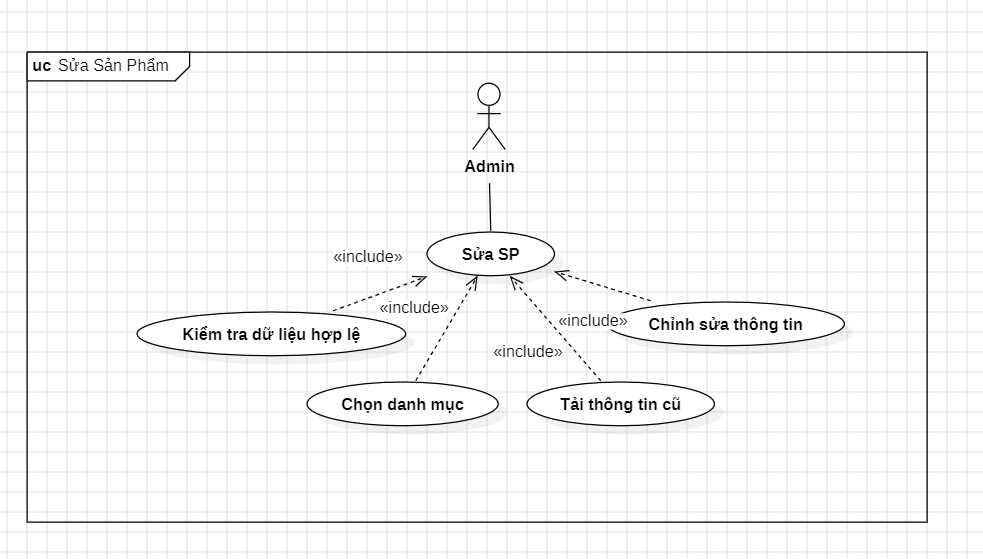 uc Sửa Sản Phẩm
Admin
Sửa SP
«include»
«include»
«include»
«include»
Kiểm tra dữ liệu hợp lệ
Chỉnh sửa thông tin
Chọn danh mục
Tải thông tin cũ